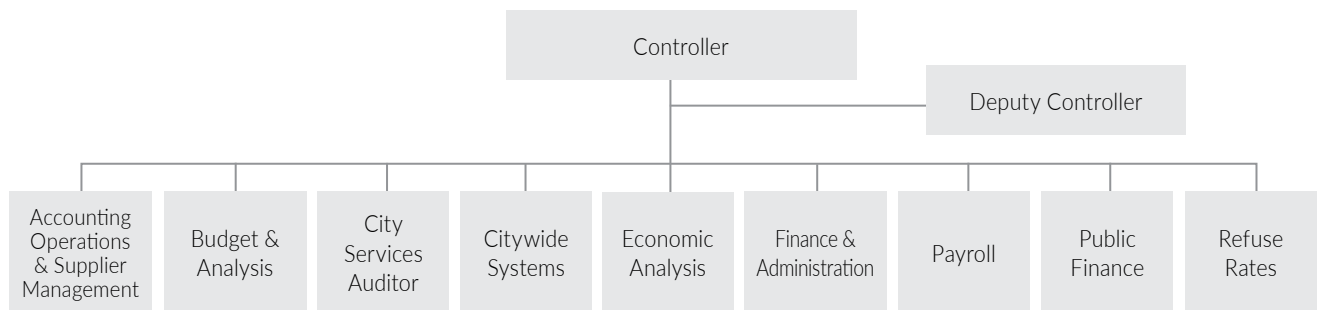 Controller
Deputy Controller
Accounting
Operations
& Supplier
Management
Budget &
Analysis
City
Services
Auditor
Citywide
Systems
Economic
Analysis
Finance &
Administration
Payroll
Public
Finance
Refuse
Rates